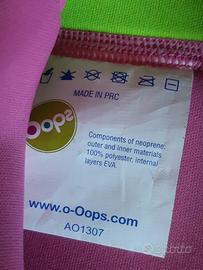 MADE IN PRC
Oops
Components of neoprene:
outer and inner materials
100% polyester, internal
layers EVA.
www.o-Oops.com
AO1307
subito